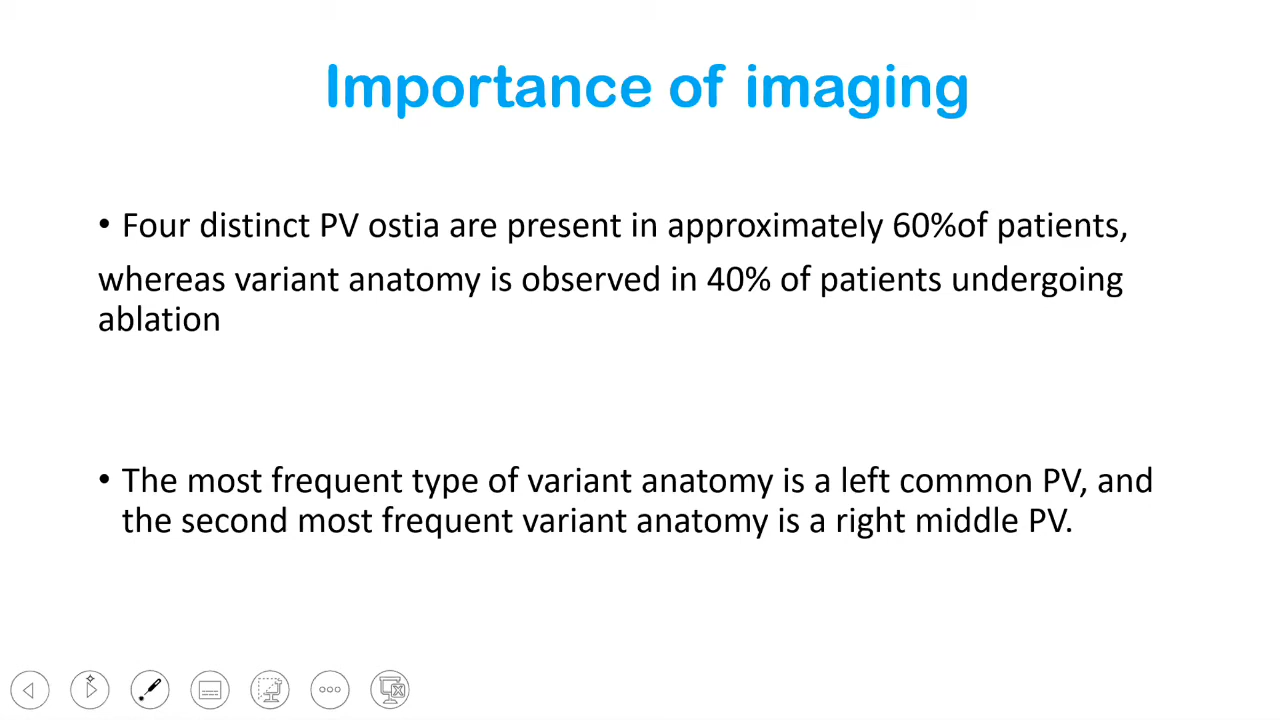 Importance of imaging
• Four distinct PV ostia are present in approximately 60%of patients,
whereas variant anatomy is observed in 40% of patients undergoing
ablation
• The most frequent type of variant anatomy is a left common PV, and
the second most frequent variant anatomy is a right middle PV.